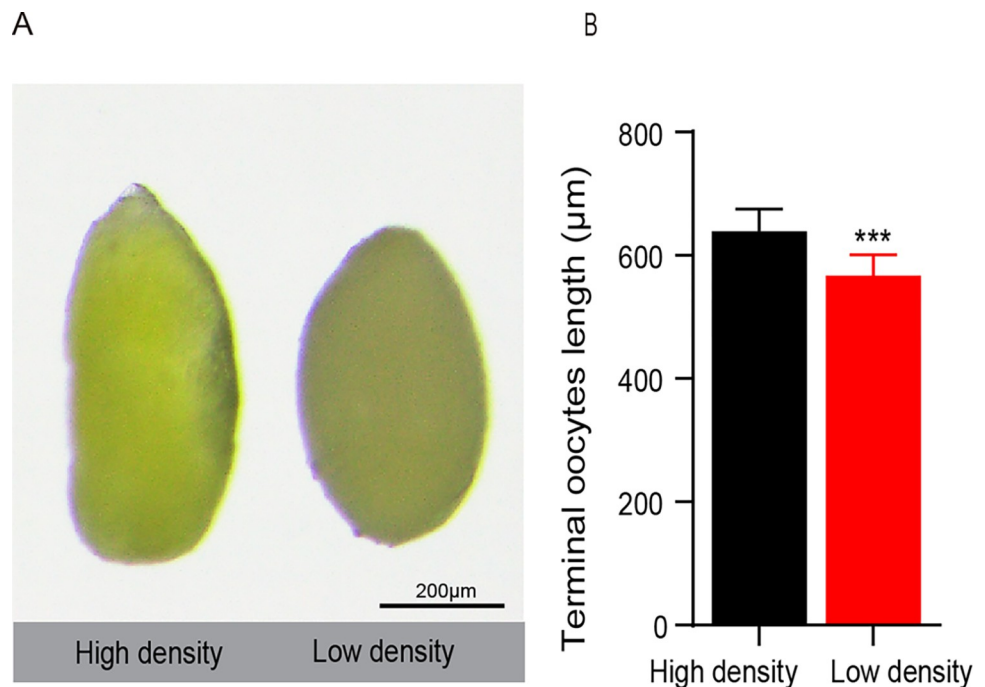 A
200µm
High density
Low density
B
Terminal oocytes length (µm)
800
600
400
200
0
***
High density
Low density